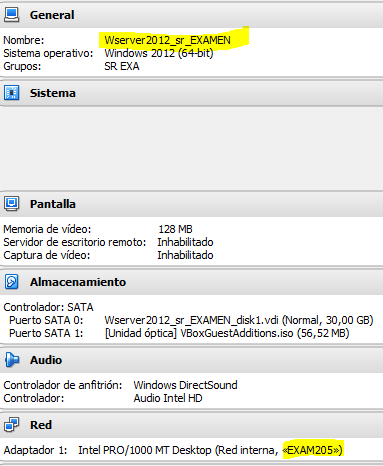 General
Nombre: Wserver2012_sr_EXAMEN
Sistema operativo: Windows 2012 (64-bit)
Grupos: SR EXA
Sistema
Pantalla
Memoria de vídeo: 128 MB
Servidor de escritorio remoto: Inhabilitado
Captura de vídeo: Inhabilitado
Almacenamiento
Controlador: SATA
Puerto SATA 0: Wserver2012_sr_EXAMEN_disk1.vdi (Normal, 30,00 GB)
Puerto SATA 1: [Unidad óptica] VBoxGuestAdditions.iso (56,52 MB)
Audio
Controlador de anfitrión: Windows DirectSound
Controlador: Audio Intel HD
Red
Adaptador 1: Intel PRO/1000 MT Desktop (Red interna, «EXAM205»)